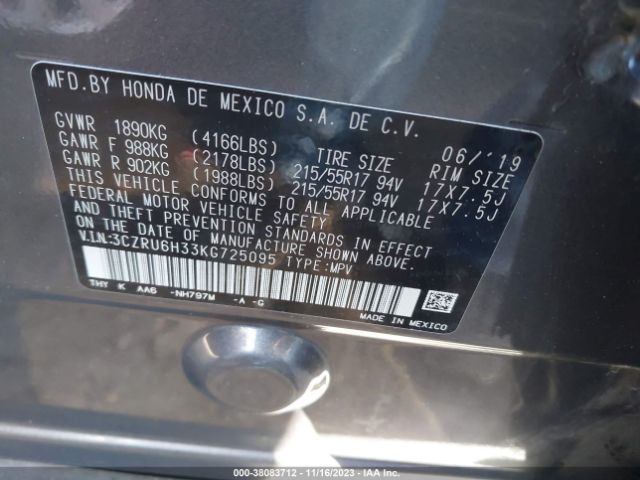 MFD.BY HONDA DE MEXICO S.A. DE C.V.
06/'19
GVWR 1890KG (4166LBS) TIRE SIZE RIM SIZE
GAWR F 988KG (2178LBS) 215/55R17 94V 17X7.5J
GAWR R 902KG (1988LBS) 215/55R17 94V 17X7.5J
THIS VEHICLE CONFORMS TO ALL APPLICABLE
FEDERAL MOTOR VEHICLE SAFETY
AND THEFT PREVENTION STANDARDS IN EFFECT
ON THE DATE OF MANUFACTURE SHOWN ABOVE.
VIN:3CZRU6H33KG725095 TYPE:MPV
THY K AA6 -NH797M -A -G
MADE IN MEXICO
000-38083712 - 11/16/2023 - IAA Inc.